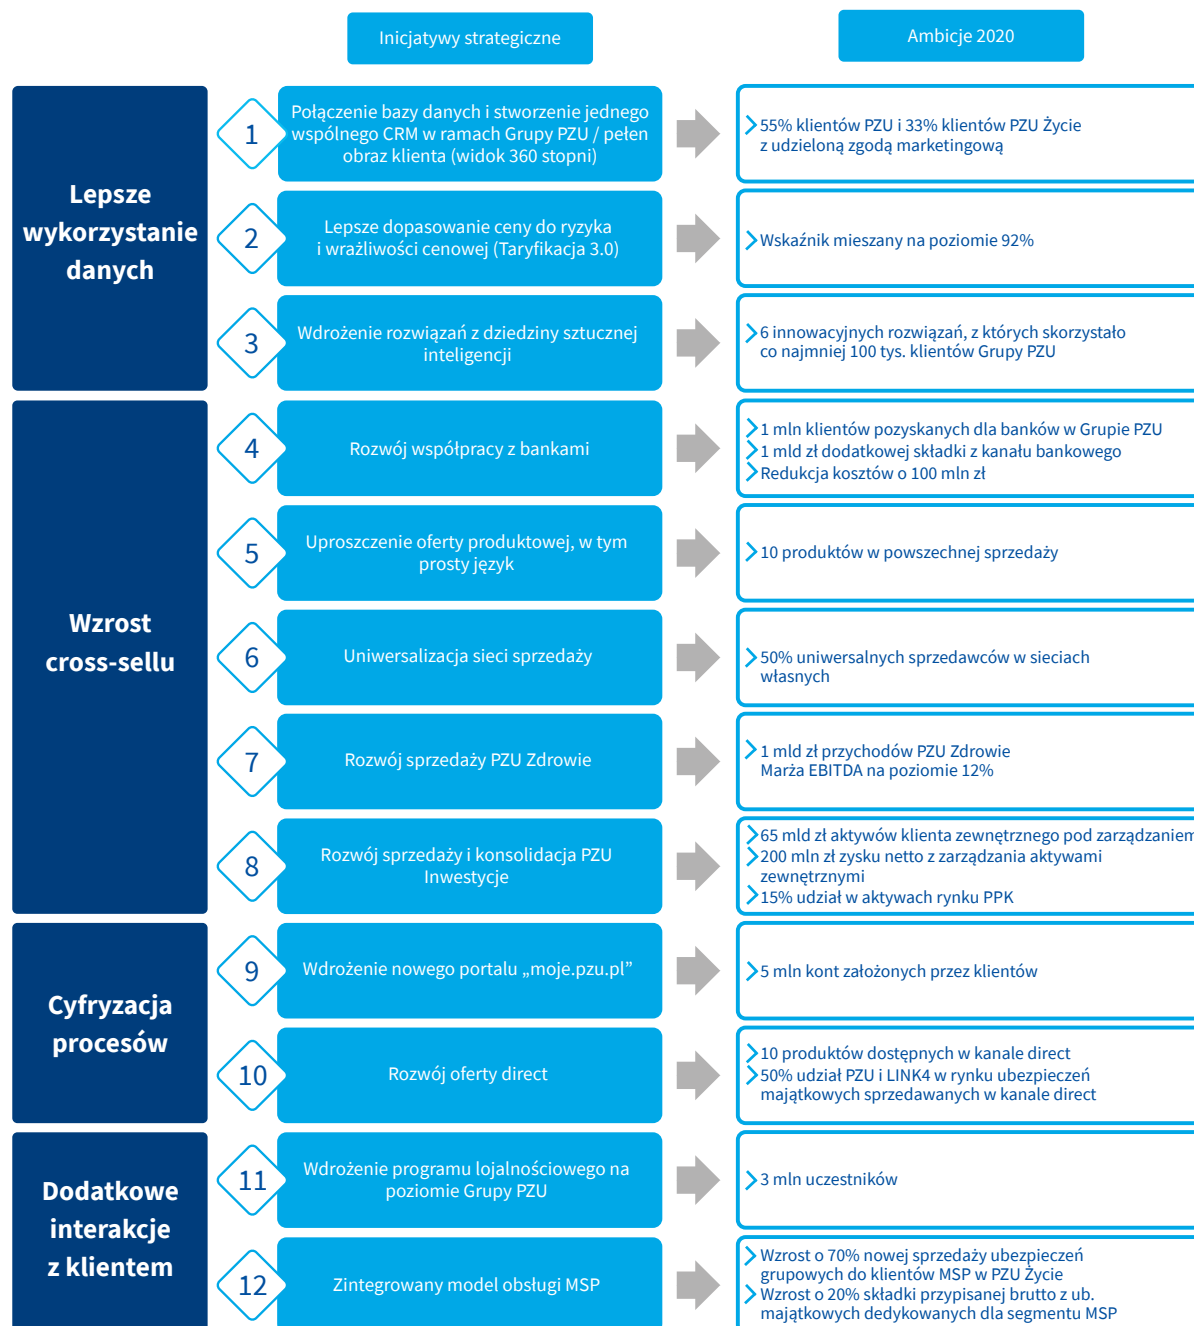 Inicjatywy strategiczne
Ambicje 2020
Lepsze
wykorzystanie
danych
1
Połączenie bazy danych i stworzenie jednego
wspólnego CRM w ramach Grupy PZU / pełen
obraz klienta (widok 360 stopni)
55% klientów PZU i 33% klientów PZU Życie
z udzieloną zgodą marketingową
2
Lepsze dopasowanie ceny do ryzyka
i wrażliwości cenowej (Taryfikacja 3.0)
Wskaźnik mieszany na poziomie 92%
3
Wdrożenie rozwiązań z dziedziny sztucznej
inteligencji
6 innowacyjnych rozwiązań, z których skorzystało
co najmniej 100 tys. klientów Grupy PZU
Wzrost
cross-sellu
4
Rozwój współpracy z bankami
1 mln klientów pozyskanych dla banków w Grupie PZU
1 mld zł dodatkowej składki z kanału bankowego
Redukcja kosztów o 100 mln zł
5
Uproszczenie oferty produktowej, w tym
prosty język
10 produktów w powszechnej sprzedaży
6
Uniwersalizacja sieci sprzedaży
50% uniwersalnych sprzedawców w sieciach
własnych
7
Rozwój sprzedaży PZU Zdrowie
1 mld zł przychodów PZU Zdrowie
Marża EBITDA na poziomie 12%
8
Rozwój sprzedaży i konsolidacja PZU
Inwestycje
65 mld zł aktywów klienta zewnętrznego pod zarządzaniem
200 mln zł zysku netto z zarządzania aktywami
zewnętrznymi
15% udział w aktywach rynku PPK
Cyfryzacja
procesów
9
Wdrożenie nowego portalu „moje.pzu.pl”
5 mln kont założonych przez klientów
10
Rozwój oferty direct
10 produktów dostępnych w kanale direct
50% udział PZU i LINK4 w rynku ubezpieczeń
majątkowych sprzedawanych w kanale direct
Dodatkowe
interakcje
z klientem
11
Wdrożenie programu lojalnościowego na
poziomie Grupy PZU
3 mln uczestników
12
Zintegrowany model obsługi MSP
Wzrost o 70% nowej sprzedaży ubezpieczeń
grupowych do klientów MSP w PZU Życie
Wzrost o 20% składki przypisanej brutto z ub.
majątkowych dedykowanych dla segmentu MSP